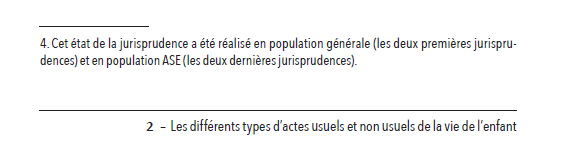 4. Cet état de la jurisprudence a été réalisé en population générale (les deux premières jurispru-
dences) et en population ASE (les deux dernières jurisprudences).
2 – Les différents types d'actes usuels et non usuels de la vie de l'enfant